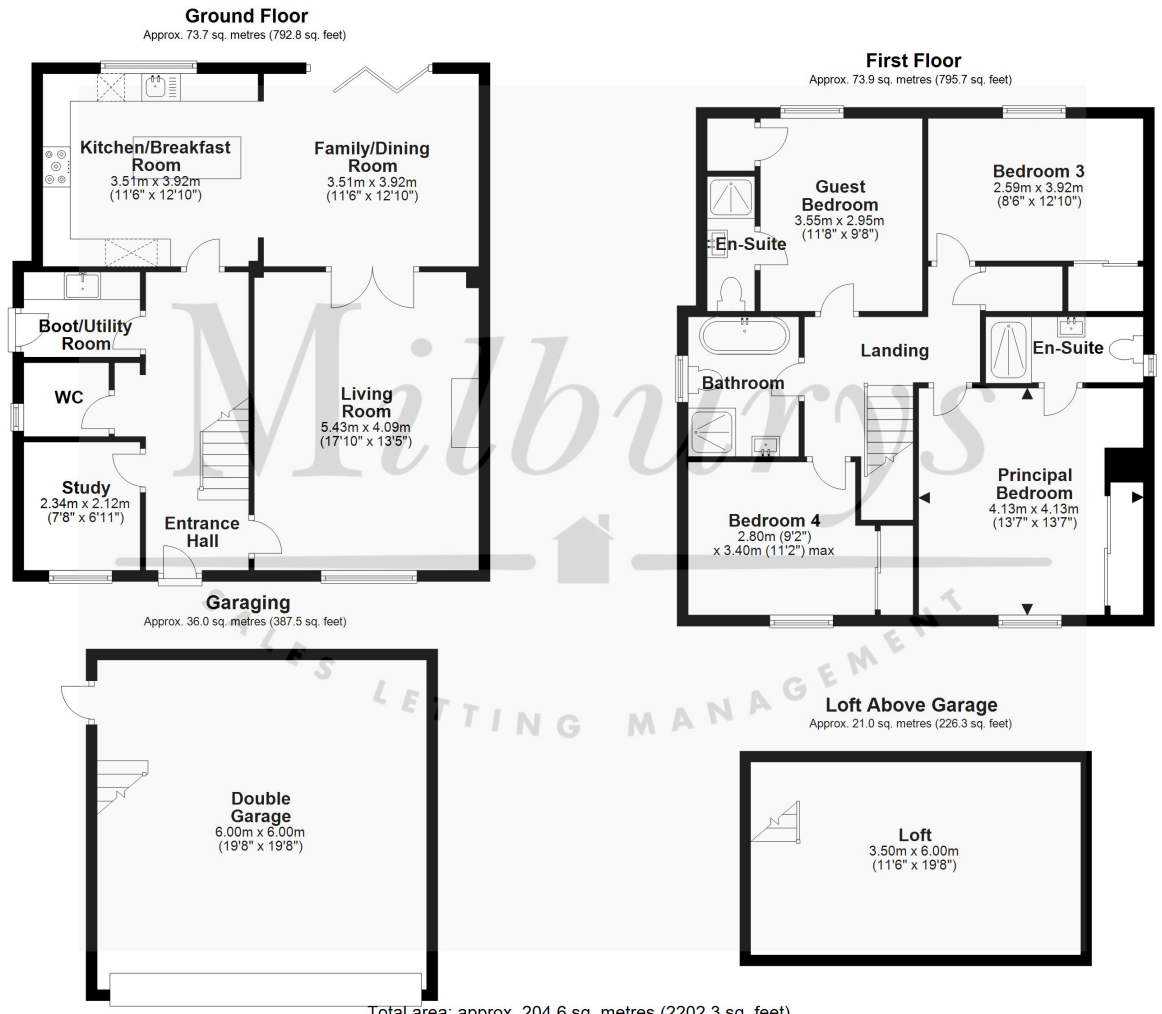 Ground Floor
Approx. 73.7 sq. metres (792.8 sq. feet)
Kitchen/Breakfast
Room
3.51m x 3.92m
(11'6" x 12'10")
Family/Dining
Room
3.51m x 3.92m
(11'6" x 12'10")
Boot/Utility
Room
WC
Living
Room
5.43m x 4.09m
(17'10" x 13'5")
Study
2.34m x 2.12m
(7'8" x 6'11")
Entrance
Hall
First Floor
Approx. 73.9 sq. metres (795.7 sq. feet)
Guest
Bedroom
3.55m x 2.95m
(11'8" x 9'8")
Bedroom 3
2.59m x 3.92m
(8'6" x 12'10")
En-Suite
Landing
En-Suite
Bathroom
Principal
Bedroom
4.13m x 4.13m
(13'7" x 13'7")
Bedroom 4
2.80m (9'2")
x 3.40m (11'2") max
Milburys
SALES LETTING MANAGEMENT
Garaging
Approx. 36.0 sq. metres (387.5 sq. feet)
Double
Garage
6.00m x 6.00m
(19'8" x 19'8")
Loft Above Garage
Approx. 21.0 sq. metres (226.3 sq. feet)
Loft
3.50m x 6.00m
(11'6" x 19'8")
Total area: approx. 204.6 sq. metres (2202.3 sq. feet)